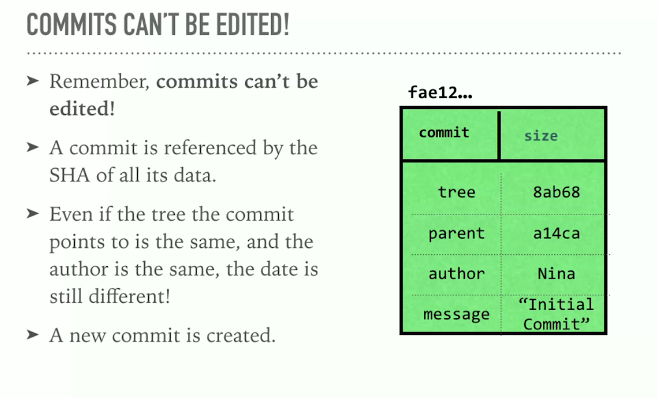 COMMITS CAN'T BE EDITED!
➤ Remember, commits can't be
edited!
➤ A commit is referenced by the
SHA of all its data.
➤ Even if the tree the commit
points to is the same, and the
author is the same, the date is
still different!
➤ A new commit is created.
fae12...
commit size
tree 8ab68
parent a14ca
author Nina
message “Initial
Commit”